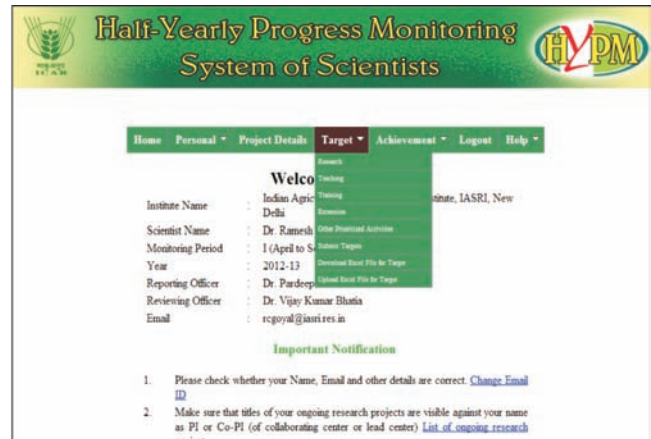 Half-Yearly Progress Monitoring
System of Scientists
HYPM
ICAR
Home Personal Project Details Target Achievement Logout Help
Research
Teaching
Training
Extension
Other Prioritized Activities
Submit Targets
Download Excel File for Target
Upload Excel File for Target
Welco
Institute Name : Indian Agric itute, IASRI, New
Delhi
Scientist Name : Dr. Ramesh
Monitoring Period : I (April to S
Year : 2012-13
Reporting Officer : Dr. Pardeep
Reviewing Officer : Dr. Vijay Kumar Bhatia
Email : rcgoyal@iasri.res.in
Important Notification
1. Please check whether your Name, Email and other details are correct. Change Email
ID
2. Make sure that titles of your ongoing research projects are visible against your name
as PI or Co-PI (of collaborating center or lead center) List of ongoing research